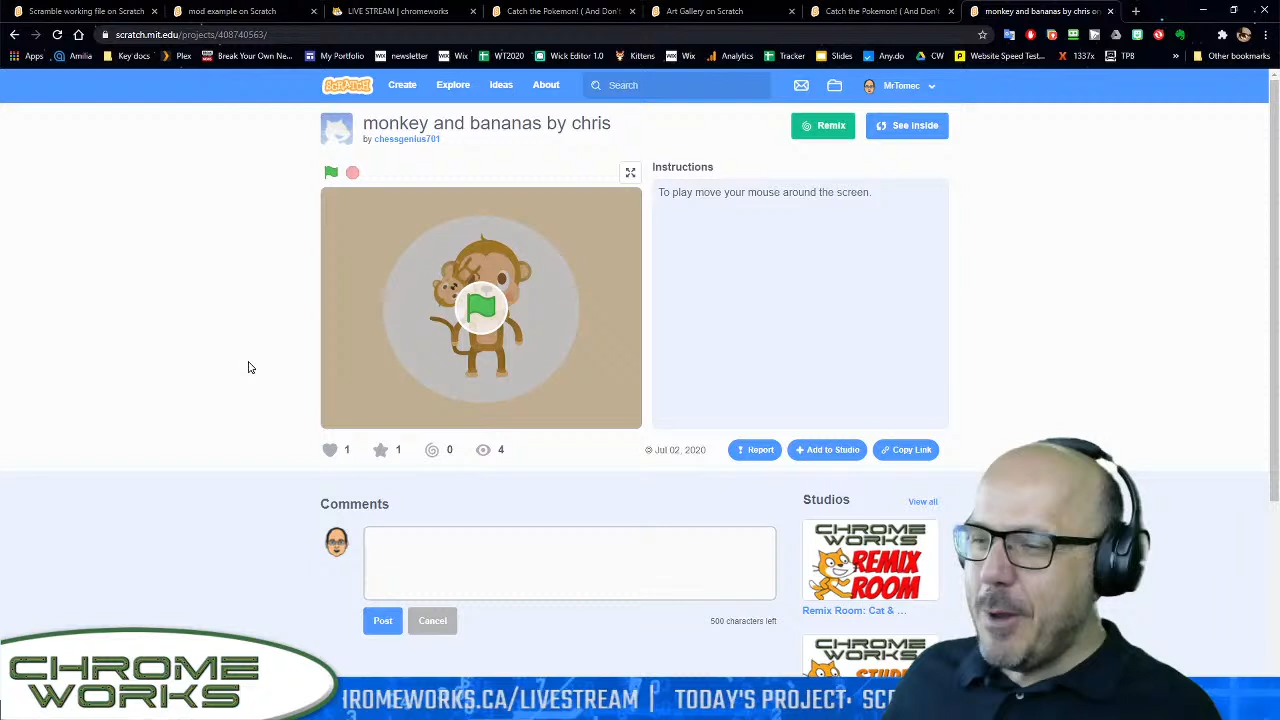 Scramble working file on Scratch
mod example on Scratch
LIVE STREAM | chromeworks
Catch the Pokemon! ( And Don't
Art Gallery on Scratch
Catch the Pokemon! ( And Don't
monkey and bananas by chris on
scratch.mit.edu/projects/408740563/
Apps
Amilia
Key docs
Plex
Break Your Own Ne...
My Portfolio
newsletter
Wix
WT2020
Wick Editor 1.0
Kittens
Wix
Analytics
Tracker
Slides
Any.do
CW
Website Speed Test...
1337x
TPB
Other bookmarks
SCRATCH
Create
Explore
Ideas
About
Search
MrTomec
monkey and bananas by chris
by chessgenius701
Remix
See inside
Instructions
To play move your mouse around the screen.
1
1
0
4
© Jul 02, 2020
Report
Add to Studio
Copy Link
Comments
Studios
View all
CHROME
WORKS
REMIX
ROOM
Remix Room: Cat & ...
Post
Cancel
500 characters left
CHROME
WORKS
HROMEWORKS.CA/LIVESTREAM | TODAY'S PROJECT: